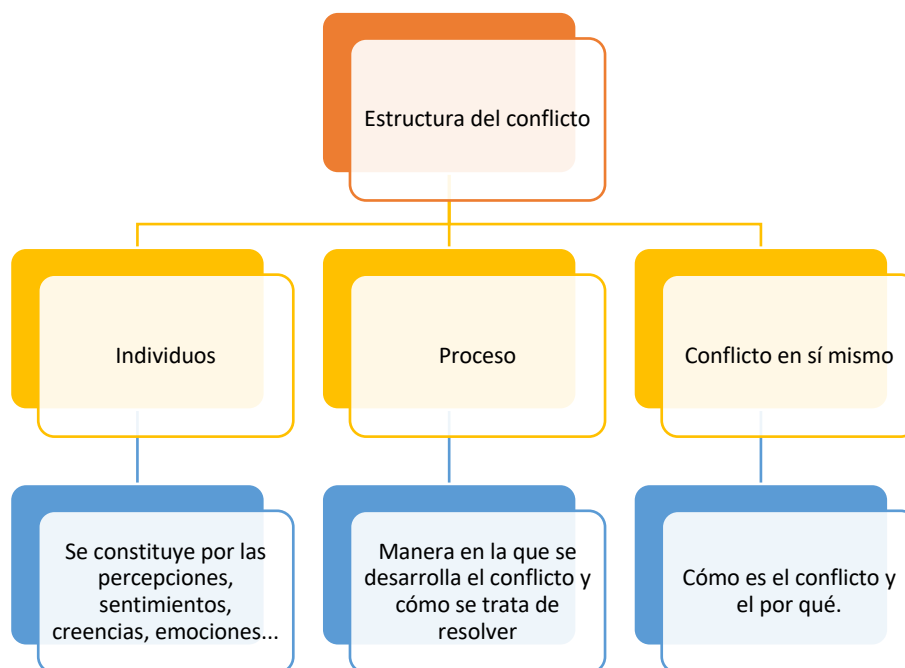 Estructura del conflicto
Individuos
Proceso
Conflicto en sí mismo
Se constituye por las
percepciones,
sentimientos,
creencias, emociones...
Manera en la que se
desarrolla el conflicto y
cómo se trata de
resolver
Cómo es el conflicto y
el por qué.